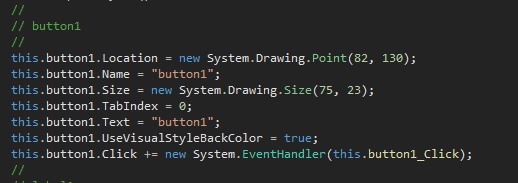 //
// button1
//
this.button1.Location = new System.Drawing.Point(82, 130);
this.button1.Name = "button1";
this.button1.Size = new System.Drawing.Size(75, 23);
this.button1.TabIndex = 0;
this.button1.Text = "button1";
this.button1.UseVisualStyleBackColor = true;
this.button1.Click += new System.EventHandler(this.button1_Click);
//